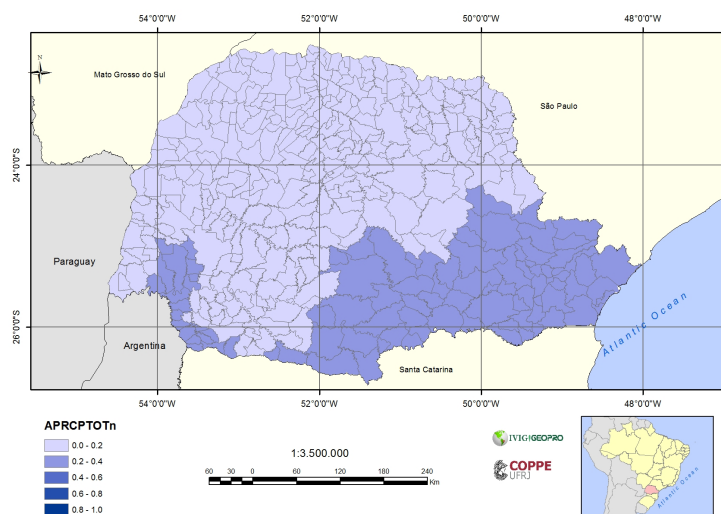 54°0'0"W 52°0'0"W 50°0'0"W 48°0'0"W
N
Mato Grosso do Sul
São Paulo
24°0'0"S
Paraguay
26°0'0"S
Argentina
Santa Catarina
Atlantic Ocean
54°0'0"W 52°0'0"W 50°0'0"W 48°0'0"W
APRCPTOTn
0.0 - 0.2
0.2 - 0.4
0.4 - 0.6
0.6 - 0.8
0.8 - 1.0
1:3.500.000
60 30 0 60 120 180 240
Km
IVIG|GEOPRO
COPPE
UFRJ
Atlantic Ocean